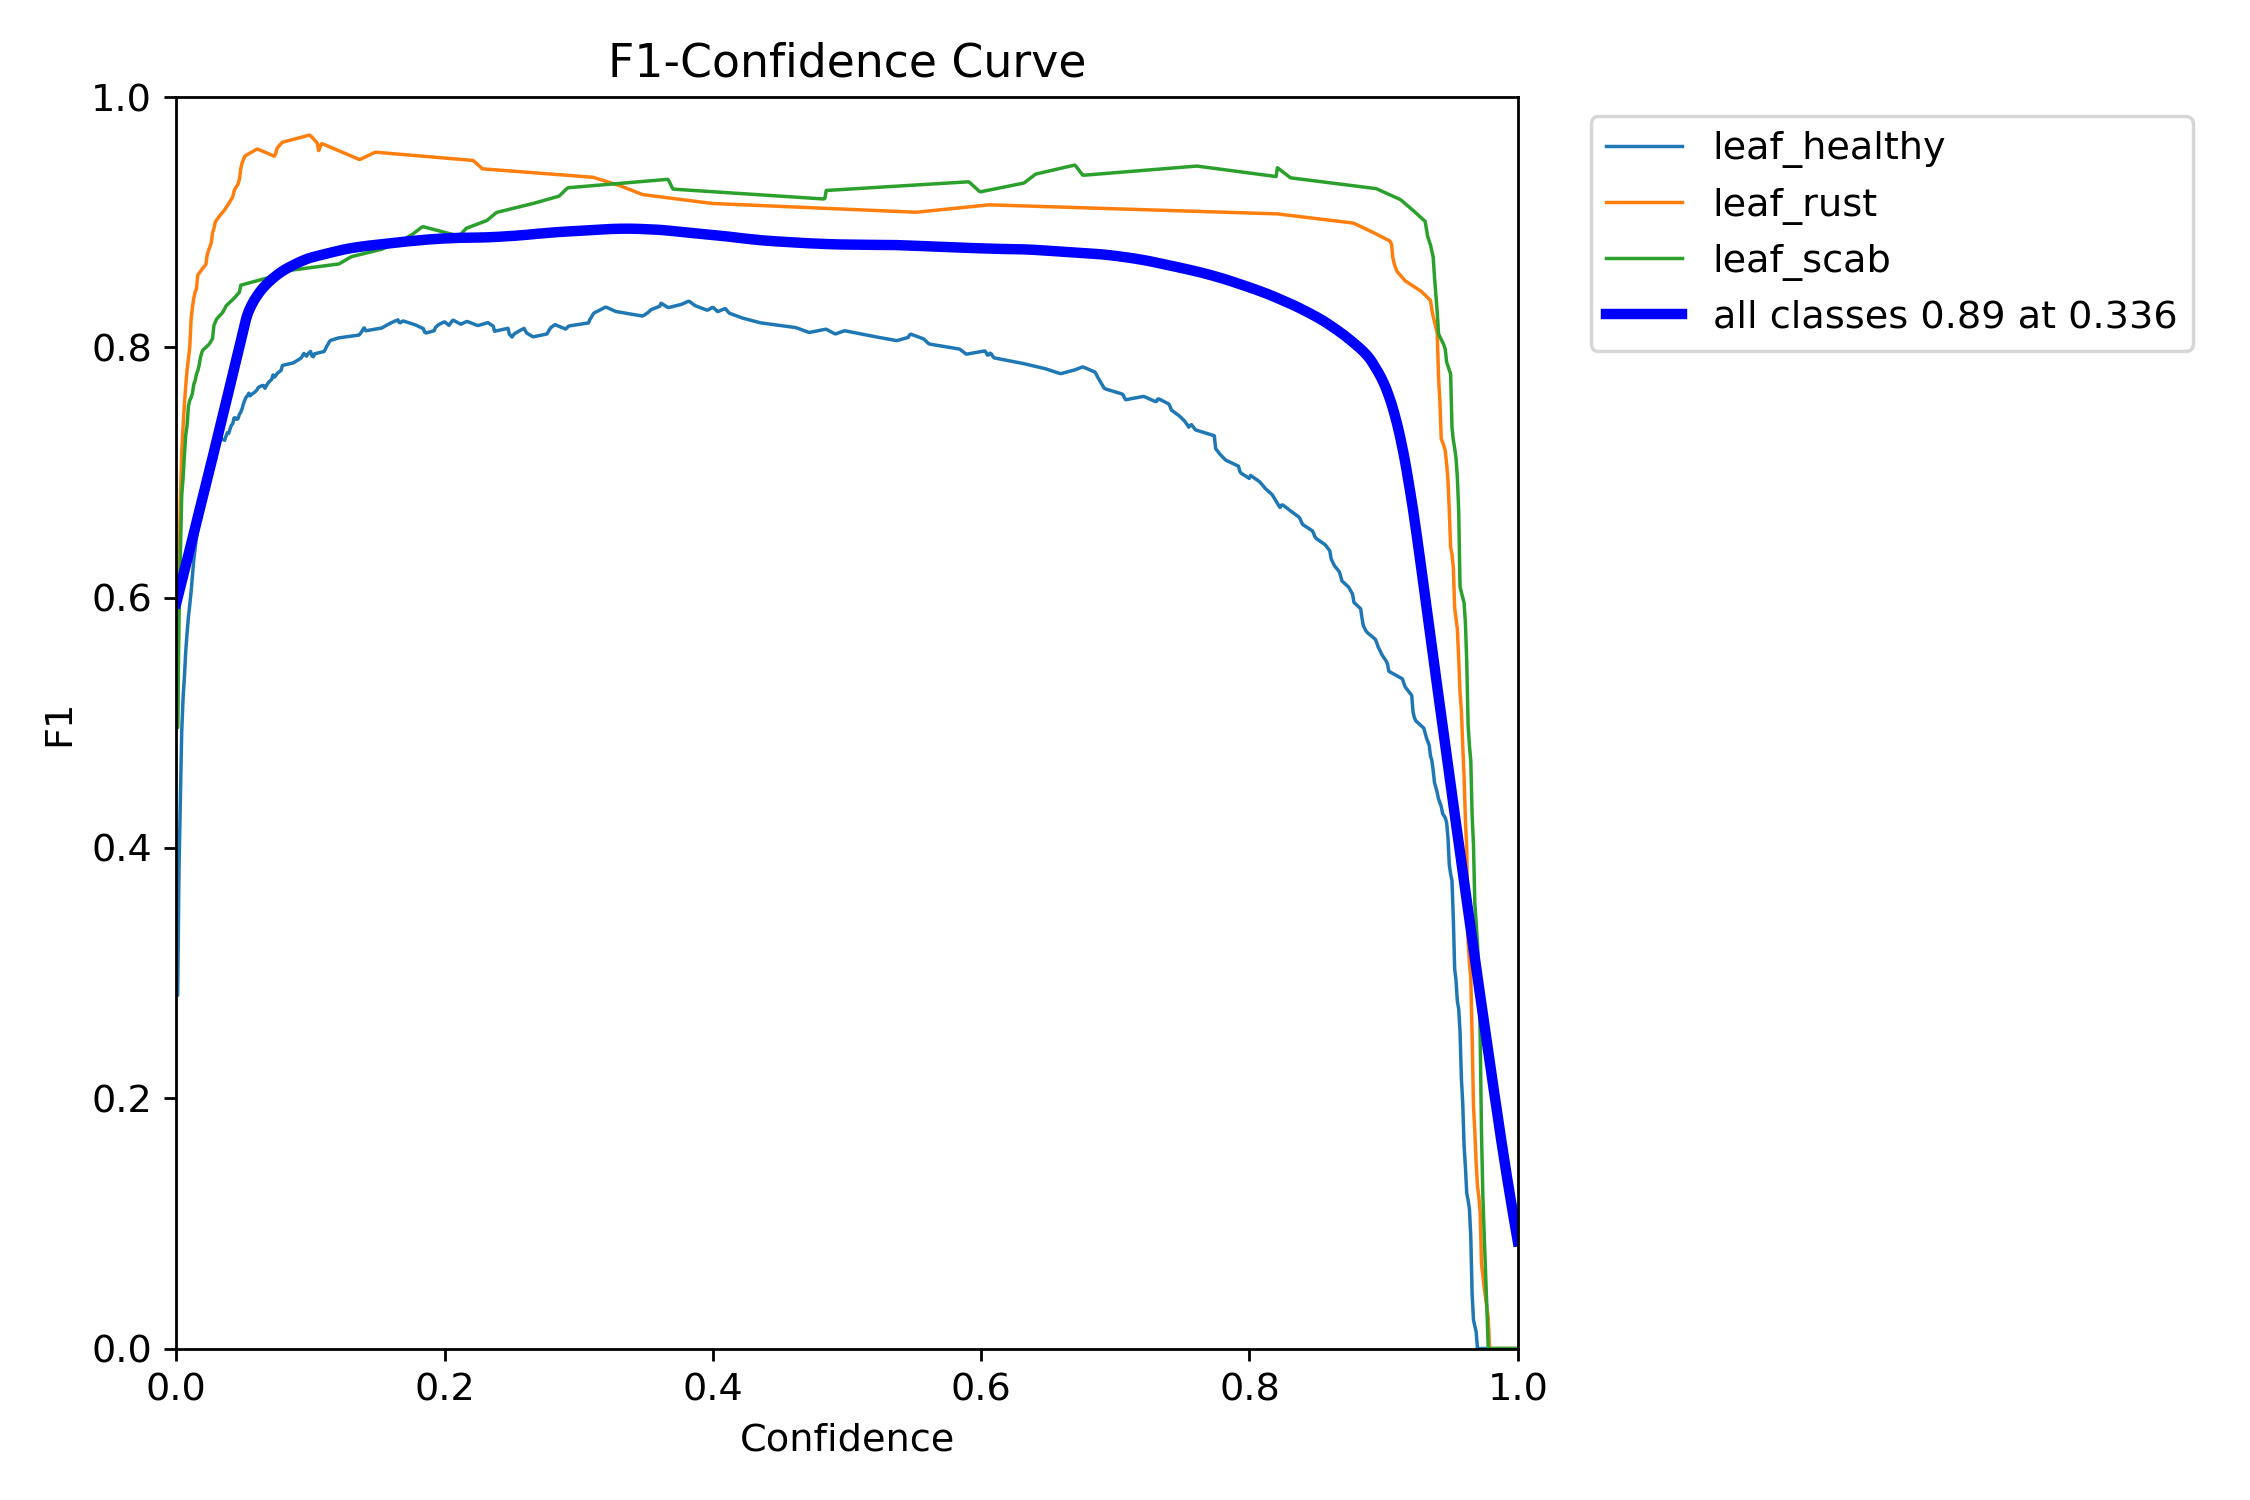 F1-Confidence Curve
1.0
0.8
0.6
0.4
0.2
0.0
F1
0.0 0.2 0.4 0.6 0.8 1.0
Confidence
leaf_healthy
leaf_rust
leaf_scab
all classes 0.89 at 0.336